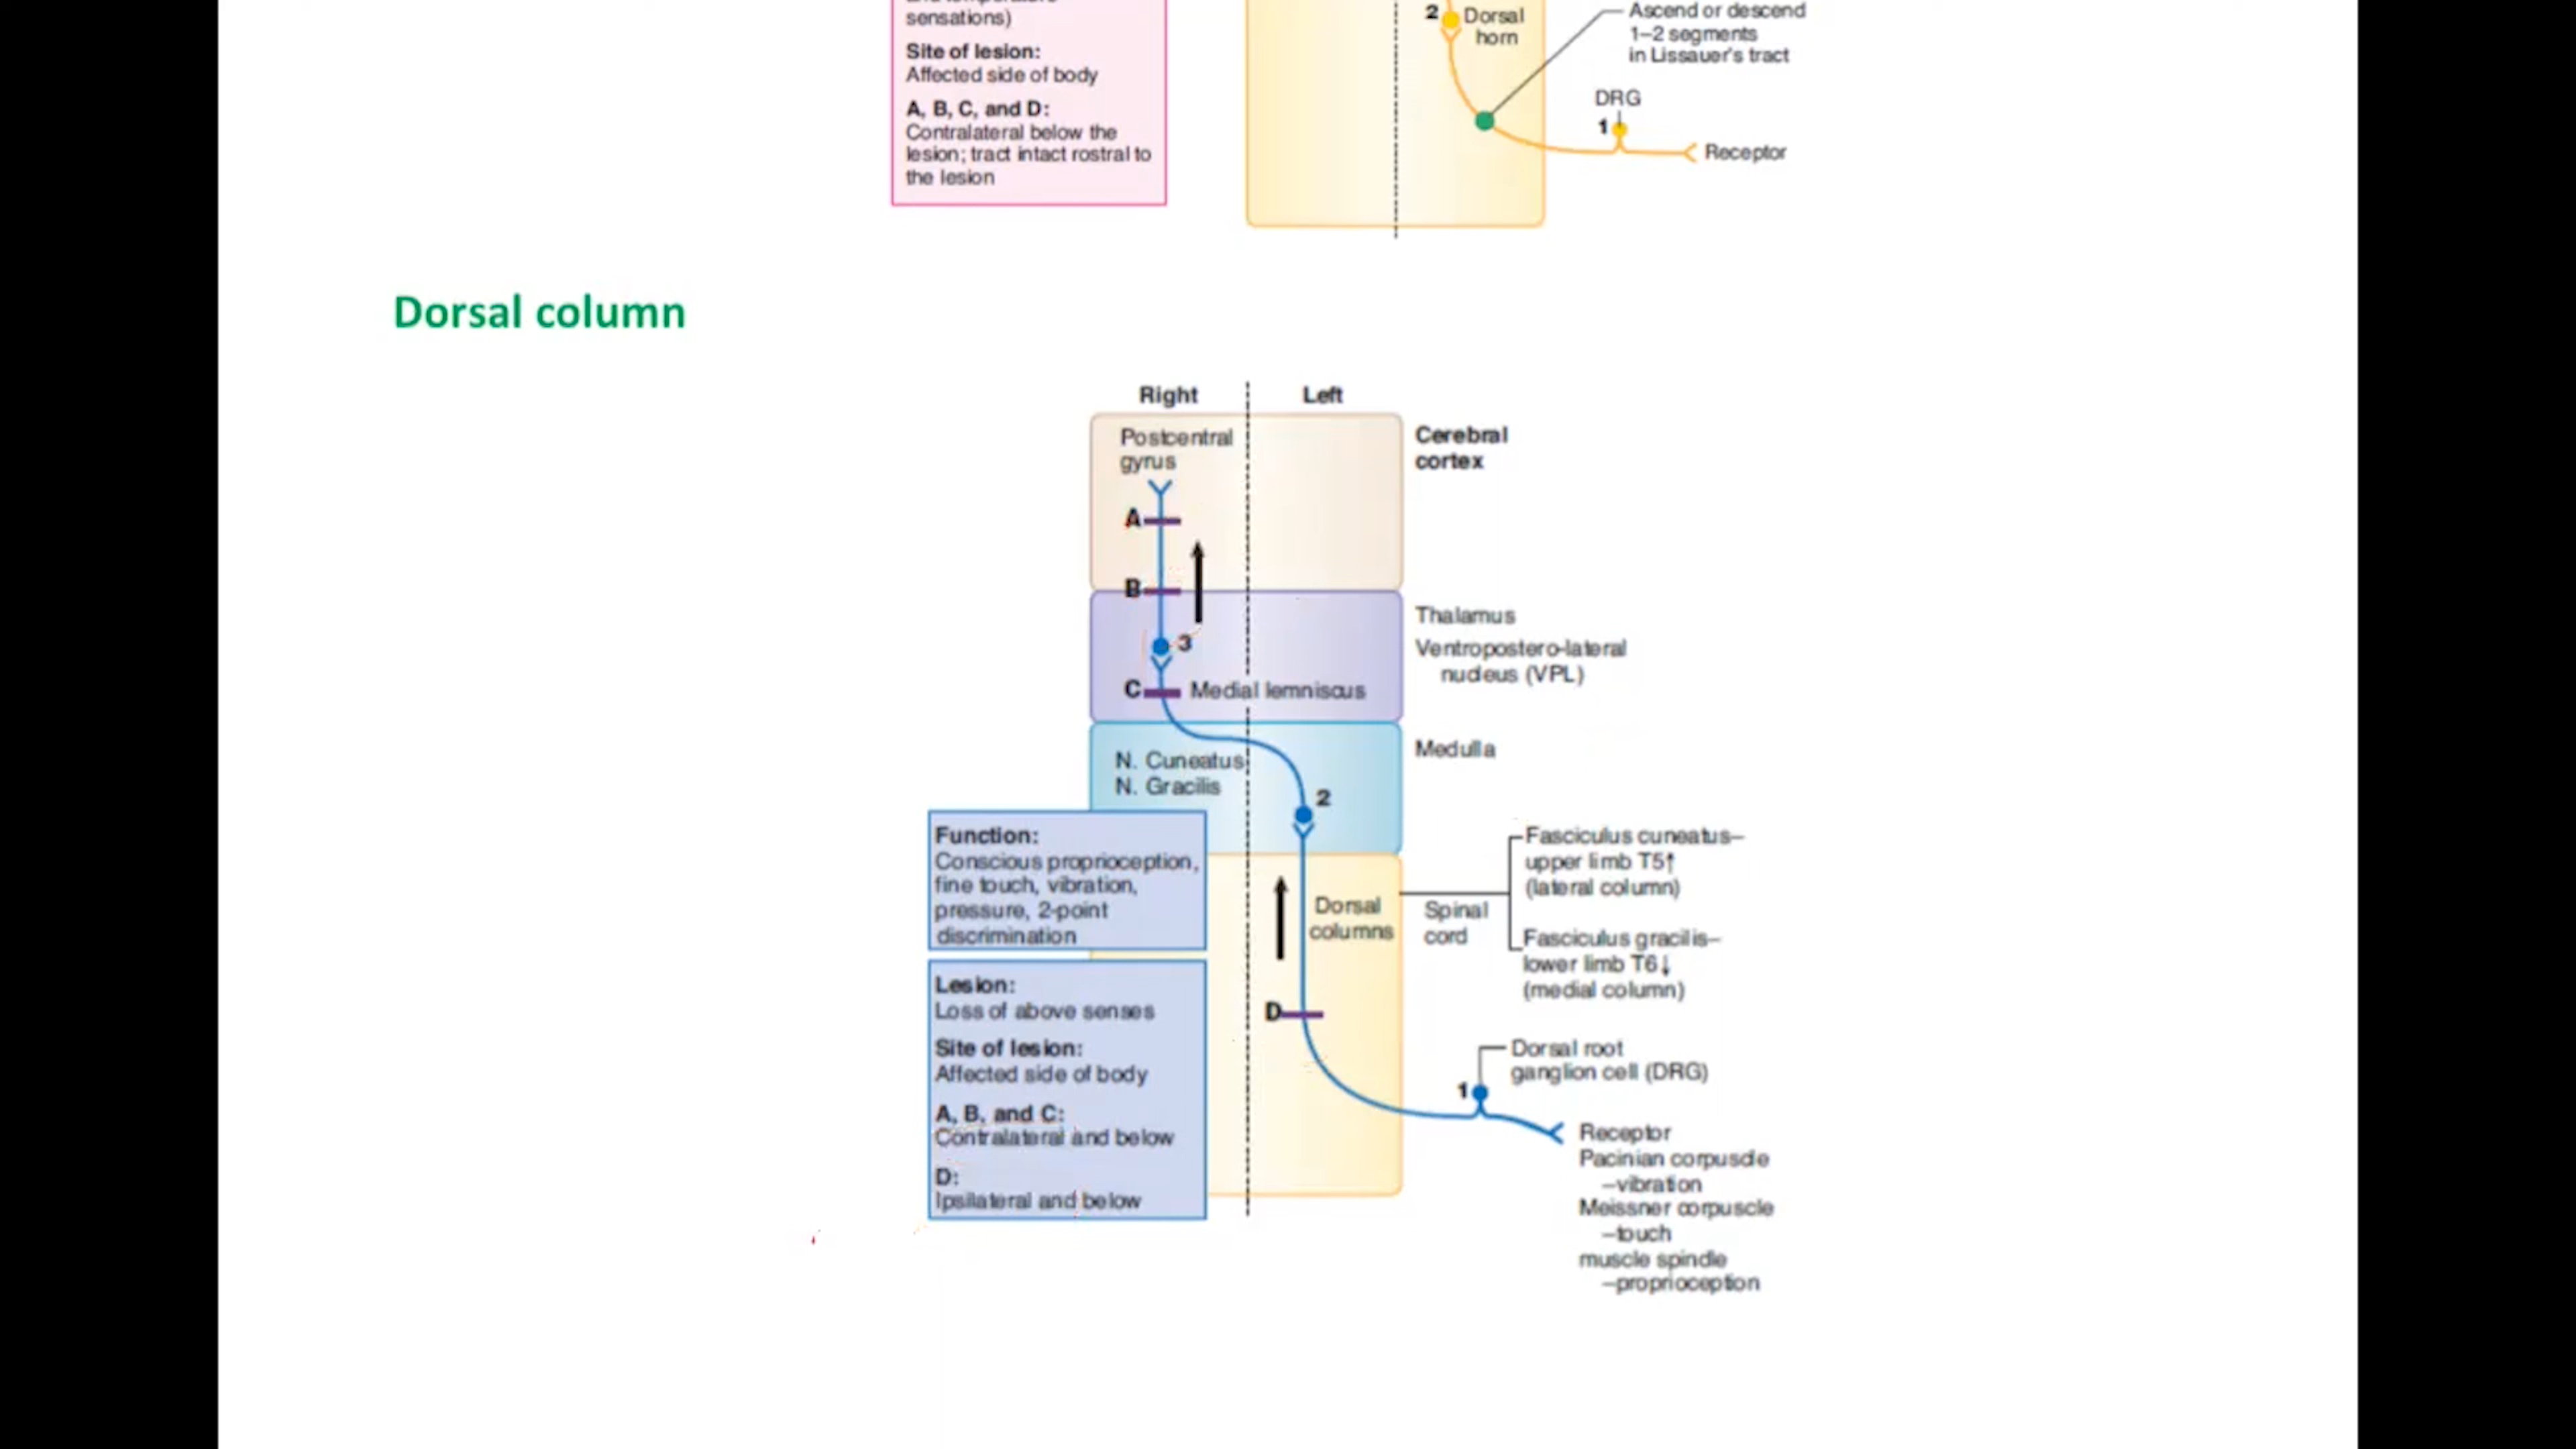 sensations)
Site of lesion:
Affected side of body
A, B, C, and D:
Contralateral below the
lesion; tract intact rostral to
the lesion
2
Dorsal
horn
Ascend or descend
1–2 segments
in Lissauer's tract
DRG
1
Receptor
Dorsal column
Right
Left
Postcentral
gyrus
Cerebral
cortex
A
B
3
C
Medial lemniscus
Thalamus
Ventropostero-lateral
nucleus (VPL)
N. Cuneatus
N. Gracilis
Medulla
2
Function:
Conscious proprioception,
fine touch, vibration,
pressure, 2-point
discrimination
Dorsal
columns
Spinal
cord
Fasciculus cuneatus–
upper limb T5↑
(lateral column)
Fasciculus gracilis–
lower limb T6↓
(medial column)
Lesion:
Loss of above senses
Site of lesion:
Affected side of body
A, B, and C:
Contralateral and below
D:
Ipsilateral and below
D
1
Dorsal root
ganglion cell (DRG)
Receptor
Pacinian corpuscle
–vibration
Meissner corpuscle
–touch
muscle spindle
–proprioception